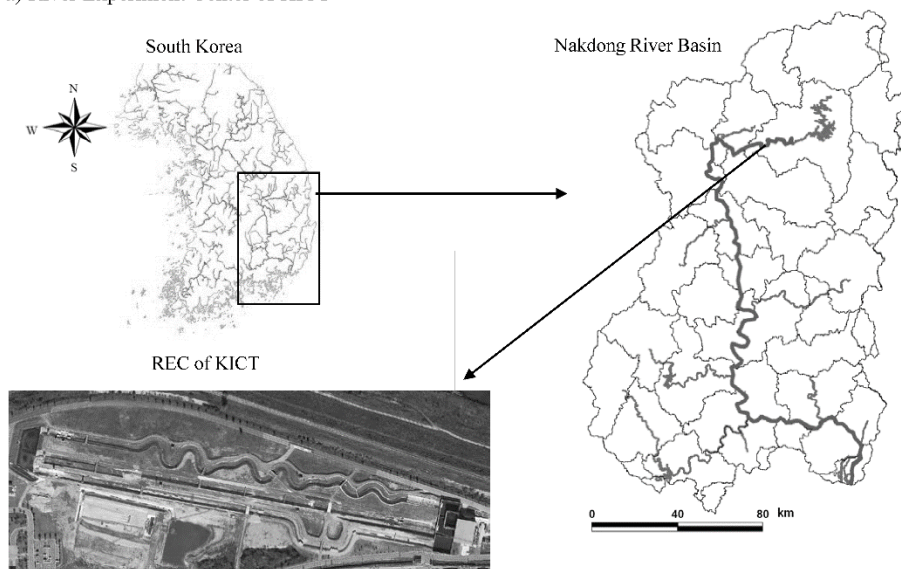 South Korea
Nakdong River Basin
N
W
S
REC of KICT
0 40 80 km